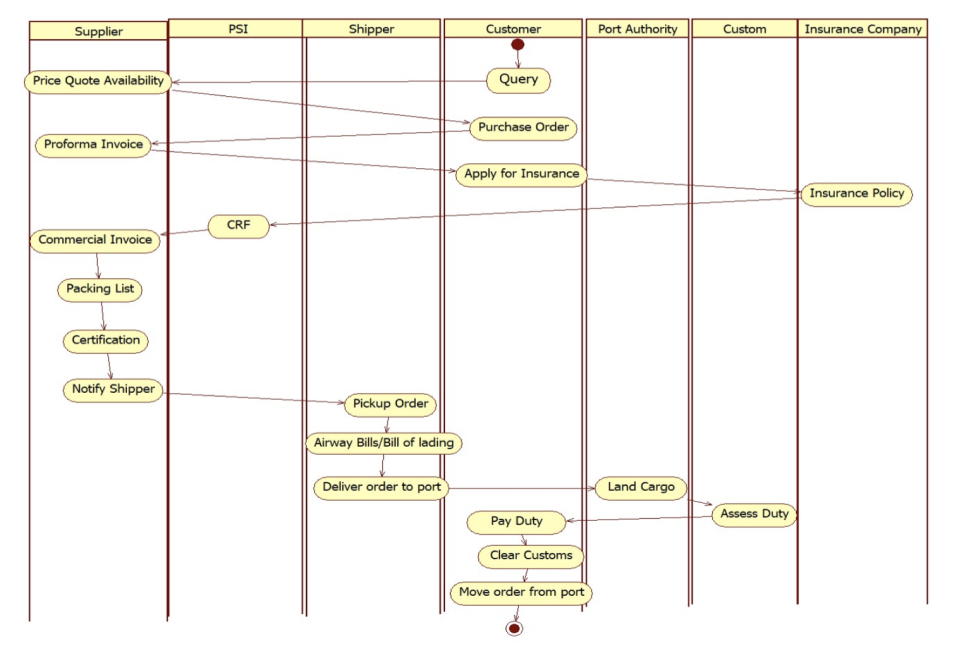 Supplier
PSI
Shipper
Customer
Port Authority
Custom
Insurance Company
Query
Price Quote Availability
Purchase Order
Proforma Invoice
Apply for Insurance
Insurance Policy
CRF
Commercial Invoice
Packing List
Certification
Notify Shipper
Pickup Order
Airway Bills/Bill of lading
Deliver order to port
Land Cargo
Assess Duty
Pay Duty
Clear Customs
Move order from port